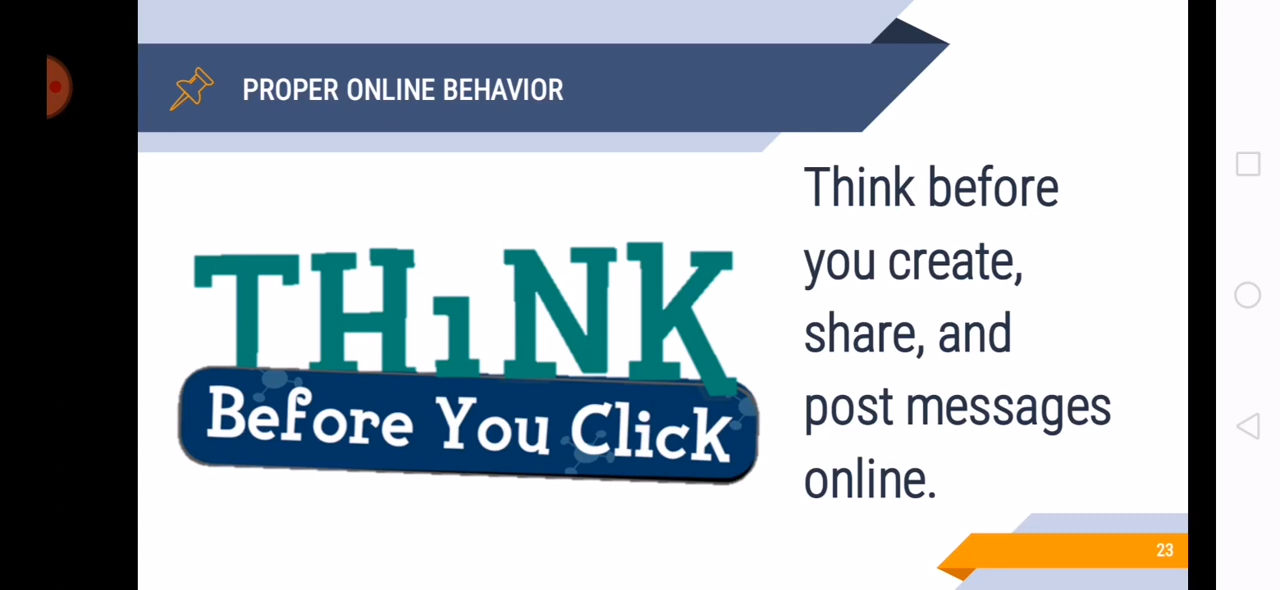 PROPER ONLINE BEHAVIOR
THiNK
Before You Click
Think before
you create,
share, and
post messages
online.
23